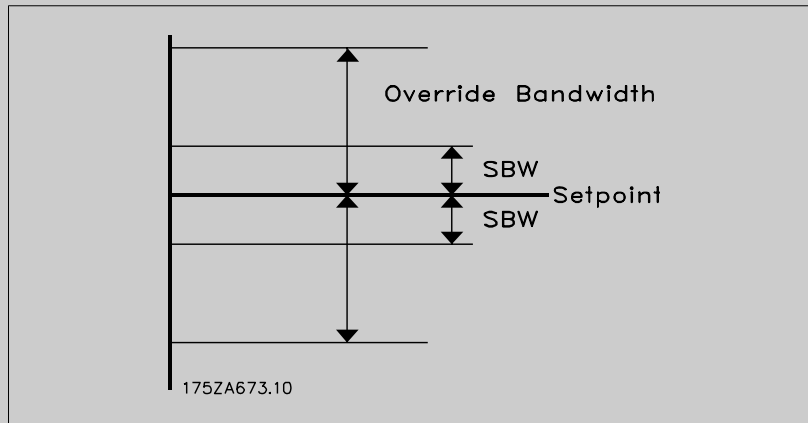 Override Bandwidth
SBW
Setpoint
SBW
175ZA673.10